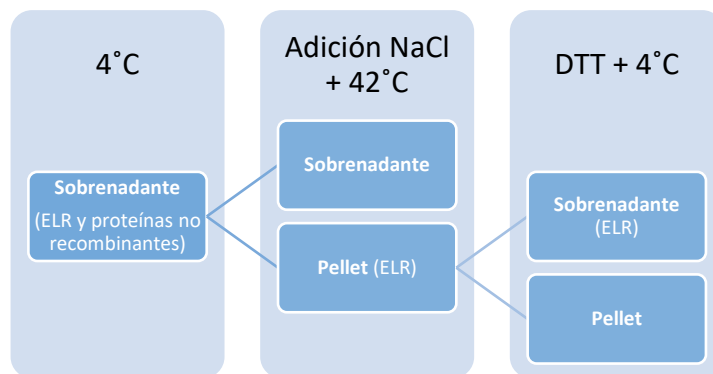 4˚C
Sobrenadante
(ELR y proteínas no
recombinantes)
Adición NaCl
+ 42˚C
Sobrenadante
Pellet (ELR)
DTT + 4˚C
Sobrenadante
(ELR)
Pellet